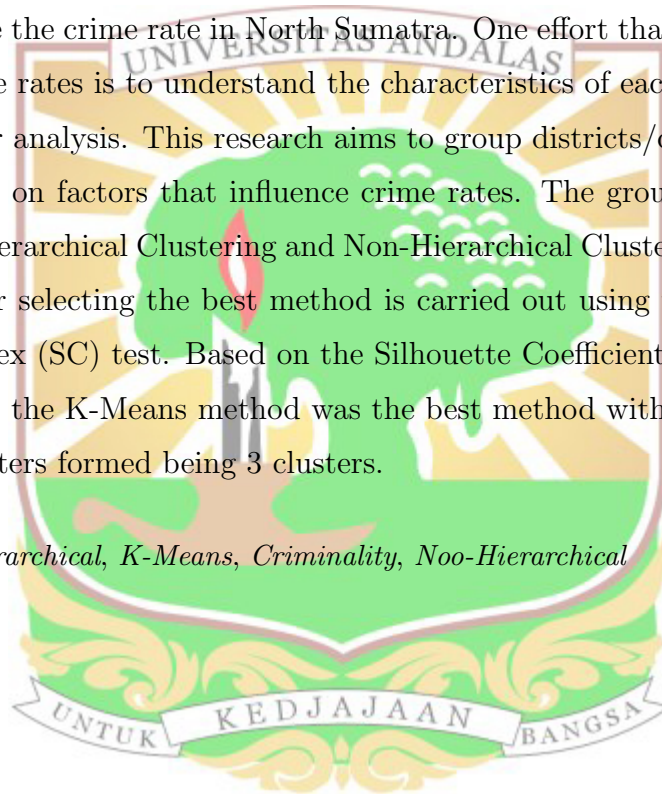 e the crime rate in North Sumatra. One effort tha
UNIVERSITAS ANDALAS
e rates is to understand the characteristics of eac
r analysis. This research aims to group districts/c
on factors that influence crime rates. The grou
erarchical Clustering and Non-Hierarchical Cluste
r selecting the best method is carried out using
ex (SC) test. Based on the Silhouette Coefficient
the K-Means method was the best method with
ters formed being 3 clusters.
rarchical, K-Means, Criminality, Noo-Hierarchical
UNTUK KEDJAJAAN BANGSA